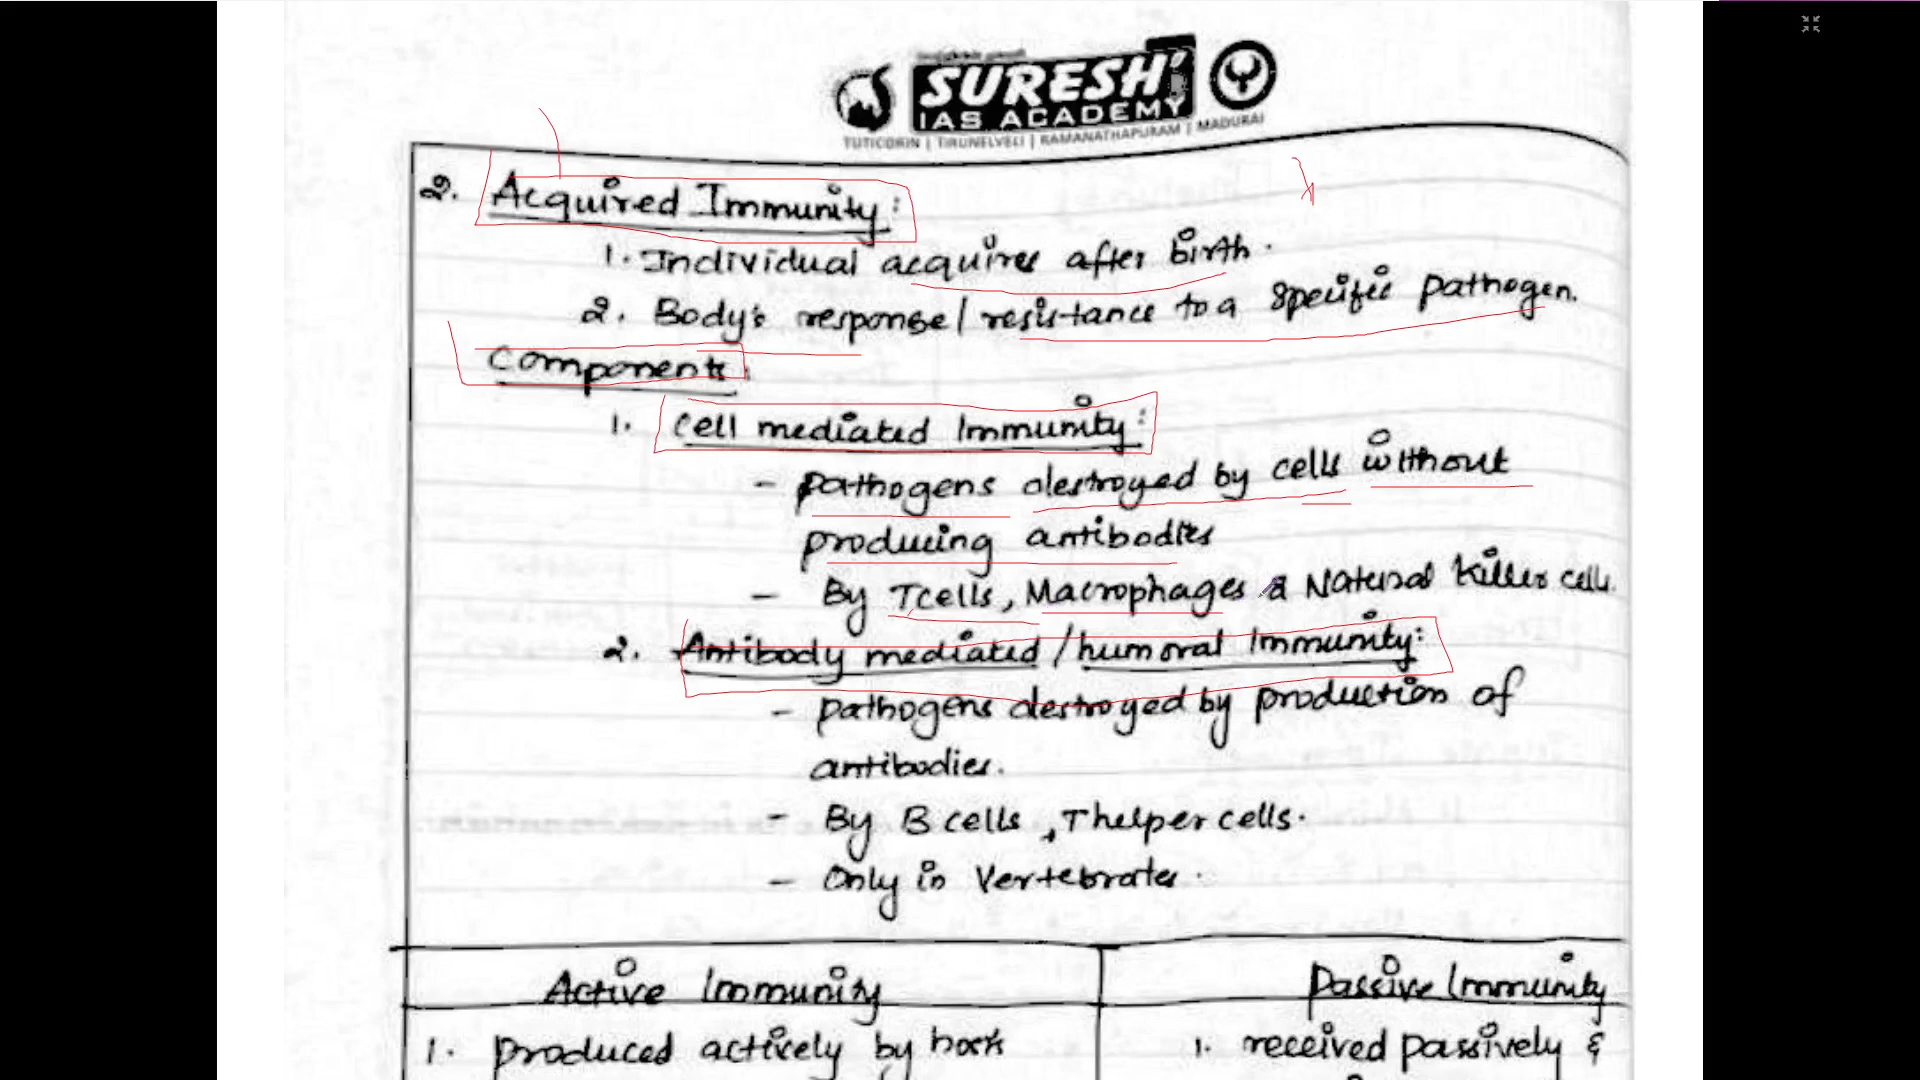 SURESH'
IAS ACADEMY
TUTICORIN | TIRUNELVELI | RAMANATHAPURAM | MADURAI
2. Acquired Immunity:
1. Individual acquires after birth.
2. Body's response / resistance to a specific pathogen.
Components:
1. Cell mediated Immunity:
- pathogens destroyed by cells without
producing antibodies
- By T cells, Macrophages & Natural killer cells.
2. Antibody mediated / humoral Immunity:
- pathogens destroyed by production of
antibodies.
- By B cells, T helper cells.
- Only in Vertebrates.
Active Immunity Passive Immunity
1. produced actively by host's 1. received passively &